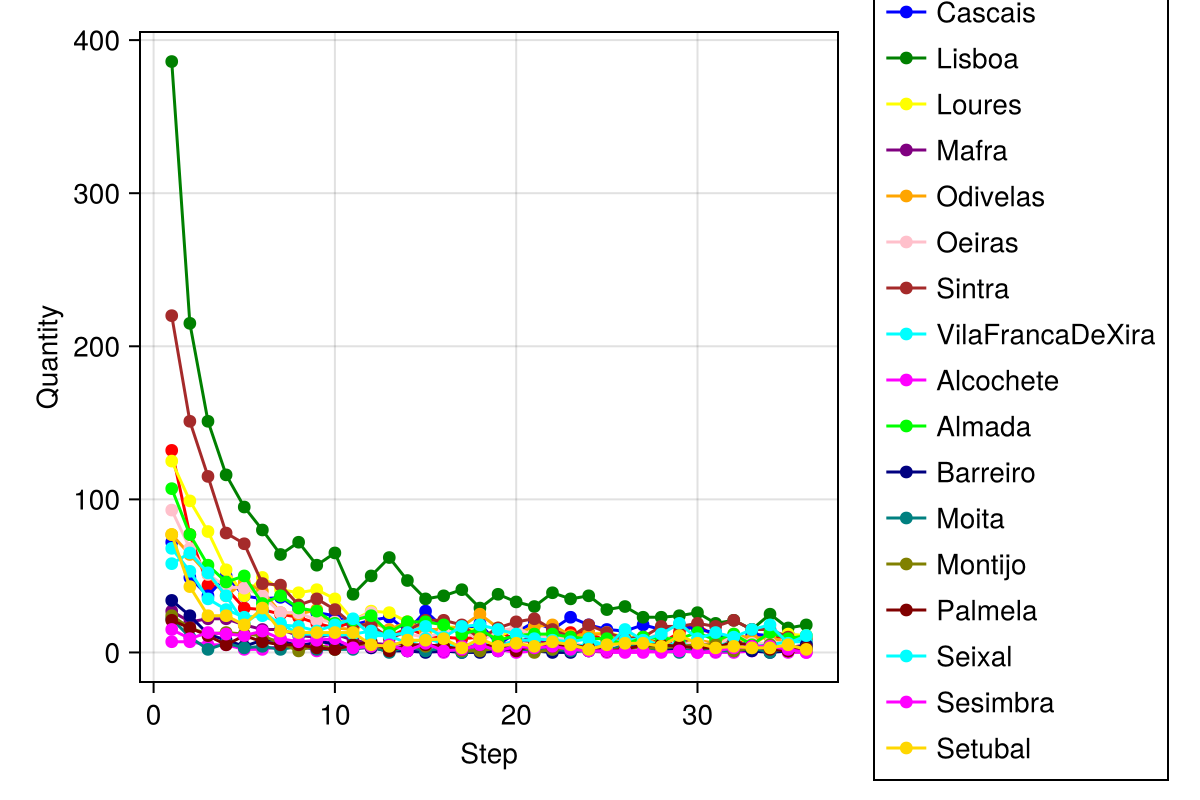 400
300
200
100
0
Quantity
0
10
20
30
Step
Cascais
Lisboa
Loures
Mafra
Odivelas
Oeiras
Sintra
VilaFrancaDeXira
Alcochete
Almada
Barreiro
Moita
Montijo
Palmela
Seixal
Sesimbra
Setubal